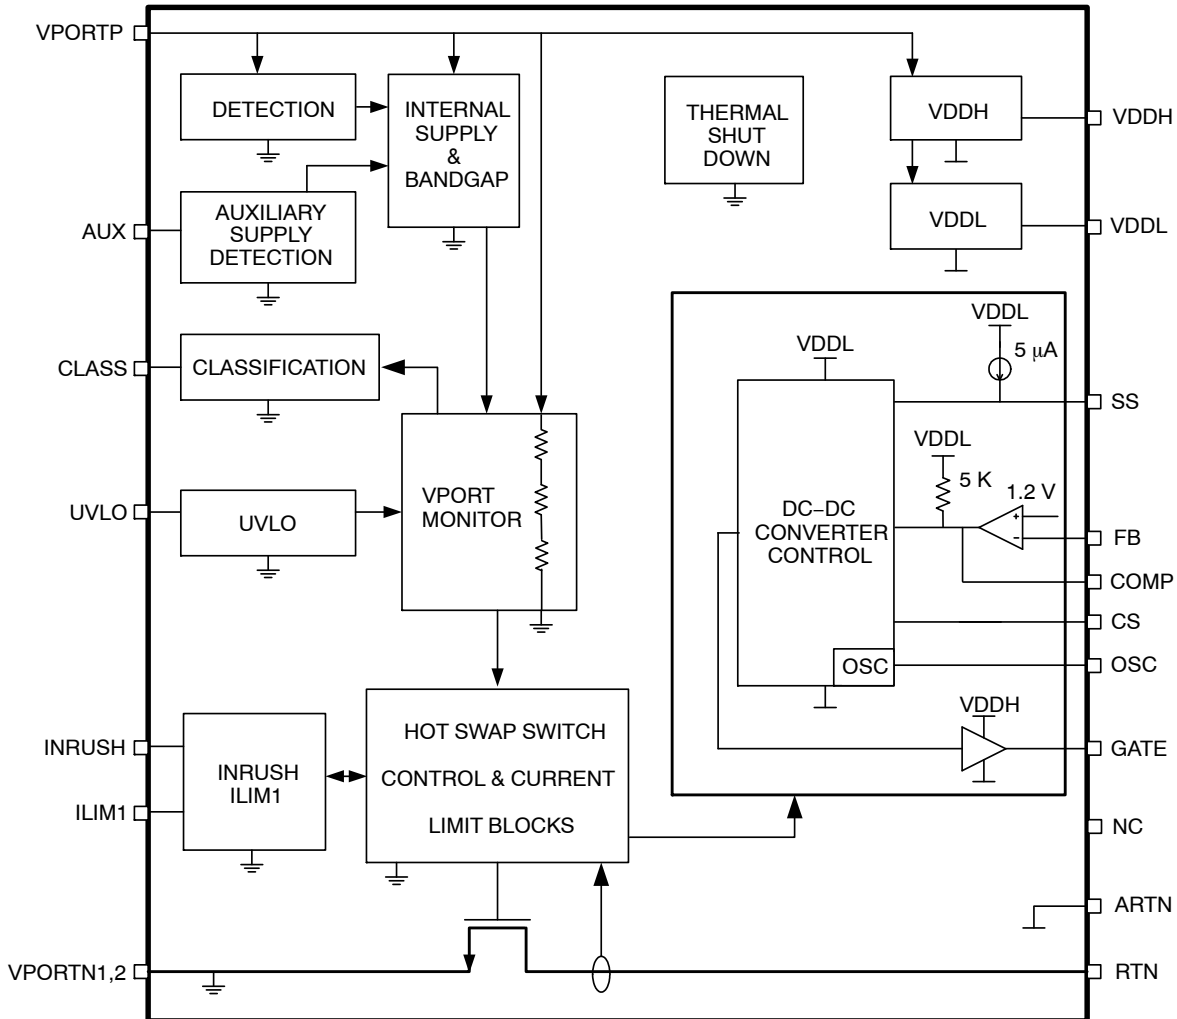 VPORTP
DETECTION
INTERNAL
SUPPLY
&
BANDGAP
THERMAL
SHUT
DOWN
VDDH
VDDH
AUX
AUXILIARY
SUPPLY
DETECTION
VDDL
VDDL
CLASS
CLASSIFICATION
VDDL
VDDL
5 μA
SS
UVLO
UVLO
VPORT
MONITOR
DC−DC
CONVERTER
CONTROL
VDDL
5 K
1.2 V
+
−
FB
COMP
CS
OSC
OSC
INRUSH
ILIM1
INRUSH
ILIM1
HOT SWAP SWITCH
CONTROL & CURRENT
LIMIT BLOCKS
VDDH
GATE
NC
ARTN
VPORTN1,2
RTN